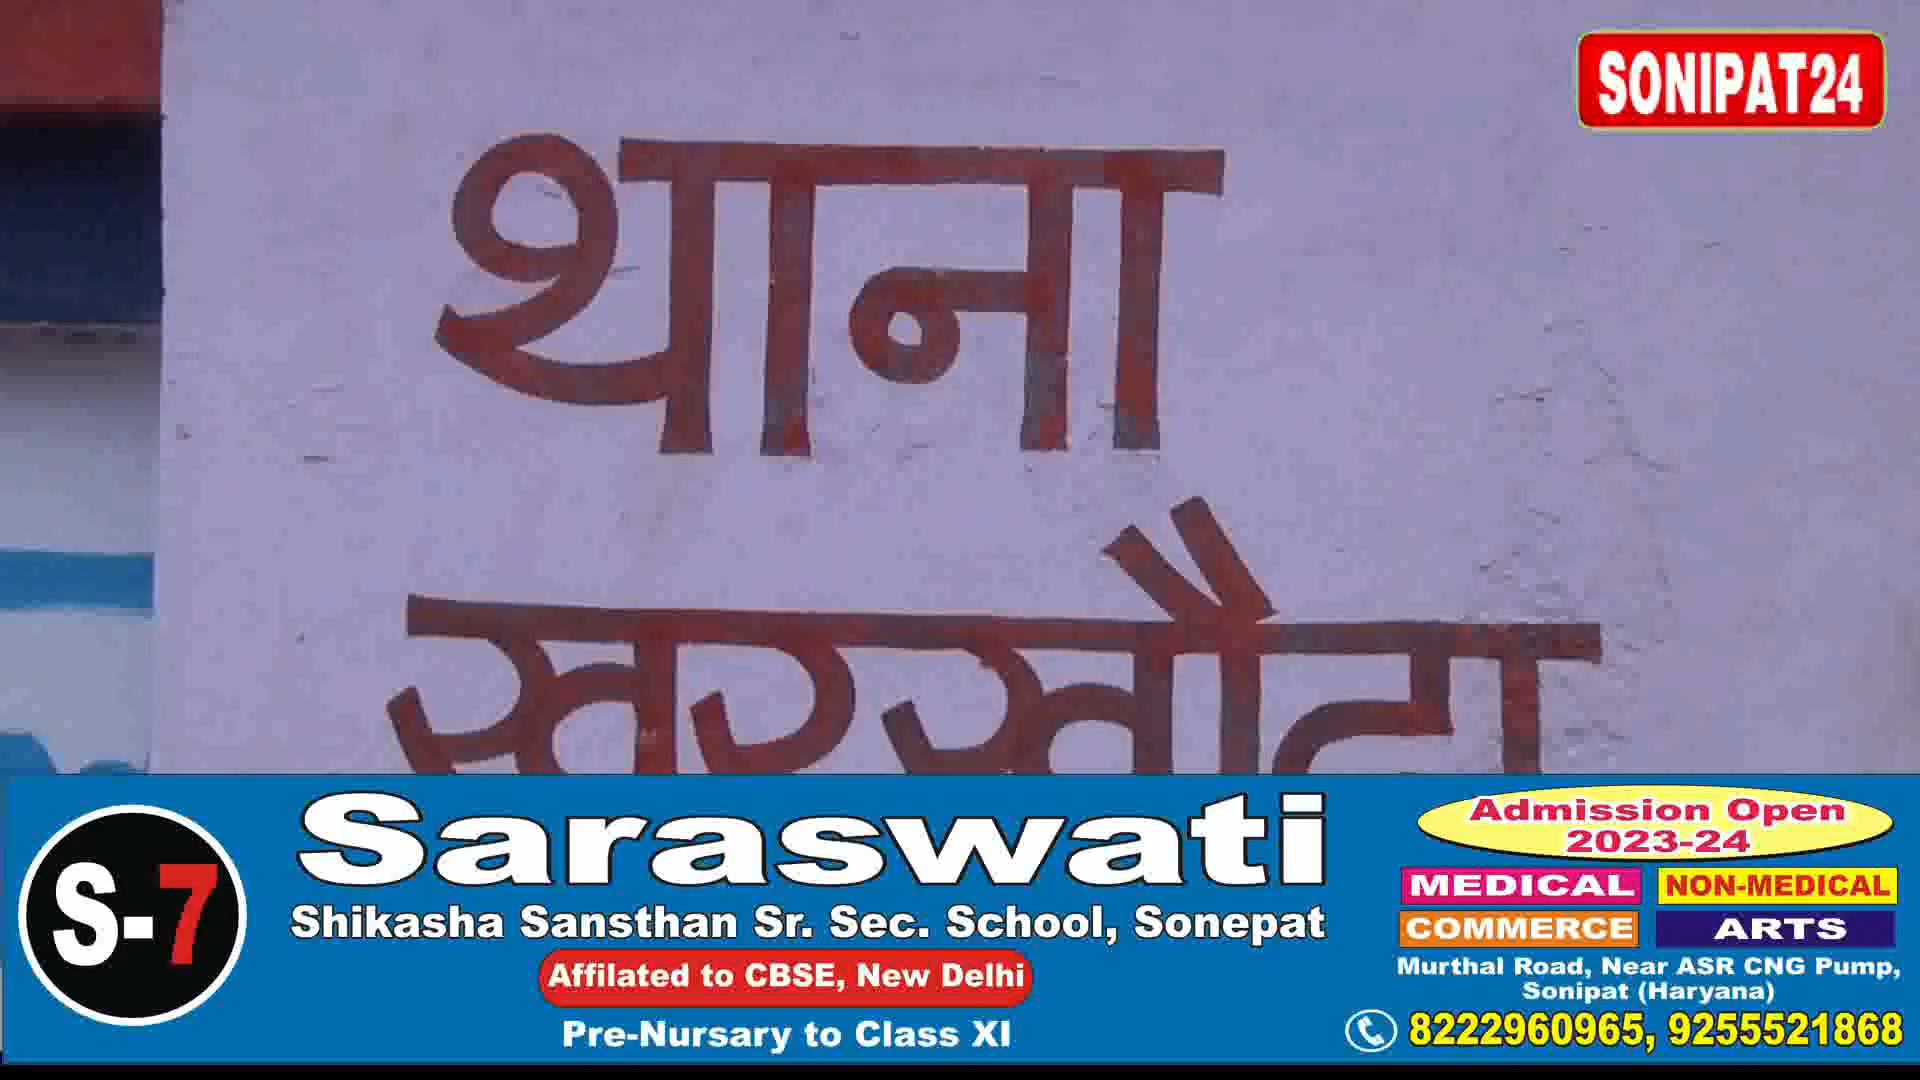 SONIPAT24
थाना
खरखौदा
S-7
Saraswati
Shikasha Sansthan Sr. Sec. School, Sonepat
Affilated to CBSE, New Delhi
Pre-Nursary to Class XI
Admission Open
2023-24
MEDICAL
NON-MEDICAL
COMMERCE
ARTS
Murthal Road, Near ASR CNG Pump,
Sonipat (Haryana)
8222960965, 9255521868